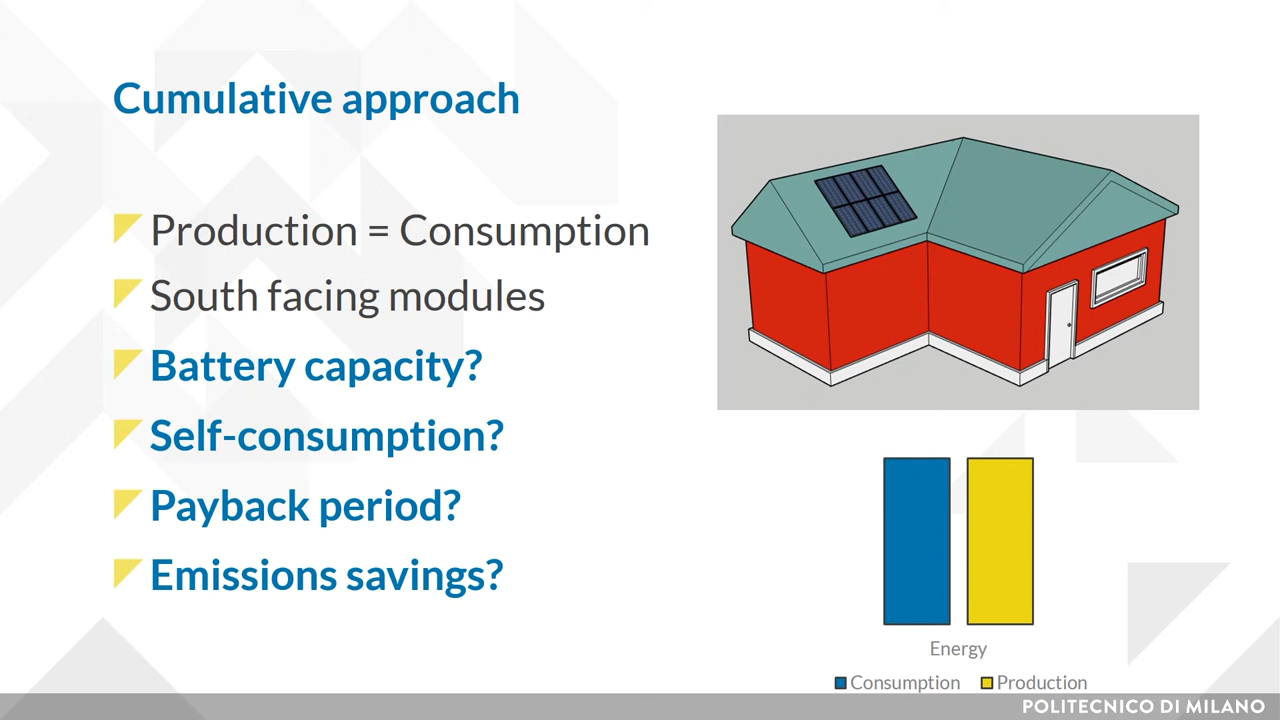 Cumulative approach
Production = Consumption
South facing modules
Battery capacity?
Self-consumption?
Payback period?
Emissions savings?
Energy
Consumption
Production
POLITECNICO DI MILANO